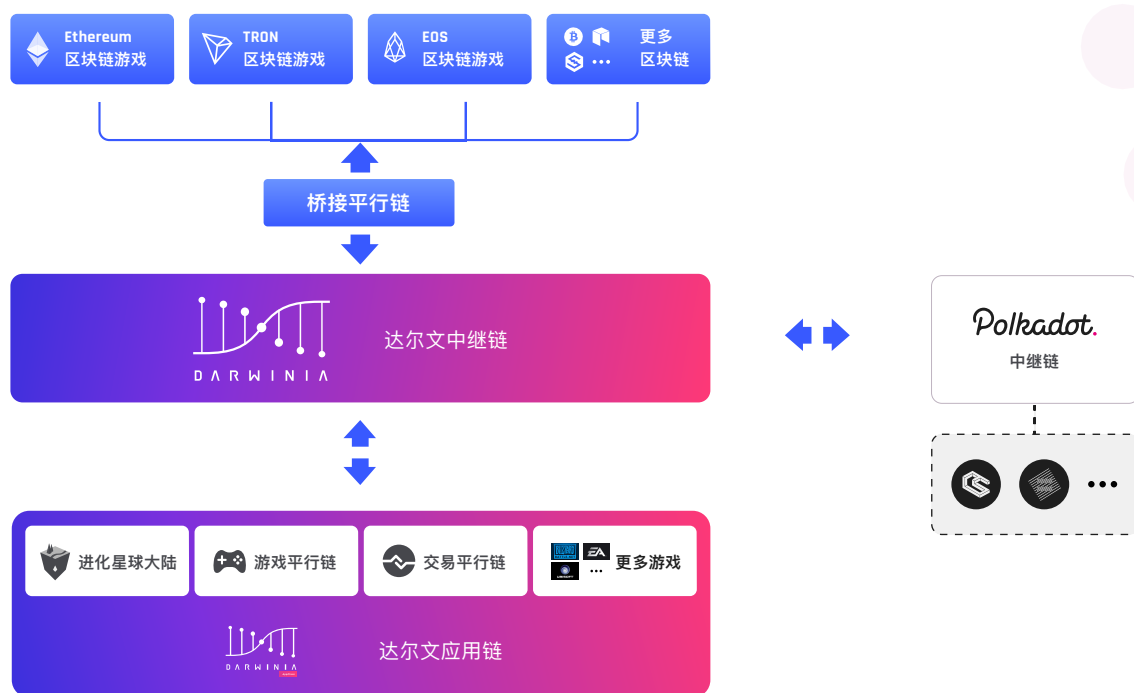 Ethereum
区块链游戏
TRON
区块链游戏
EOS
区块链游戏
更多
区块链
桥接平行链
DARWINIA
达尔文中继链
Polkadot.
中继链
进化星球大陆
游戏平行链
交易平行链
EA
更多游戏
DARWINIA
达尔文应用链